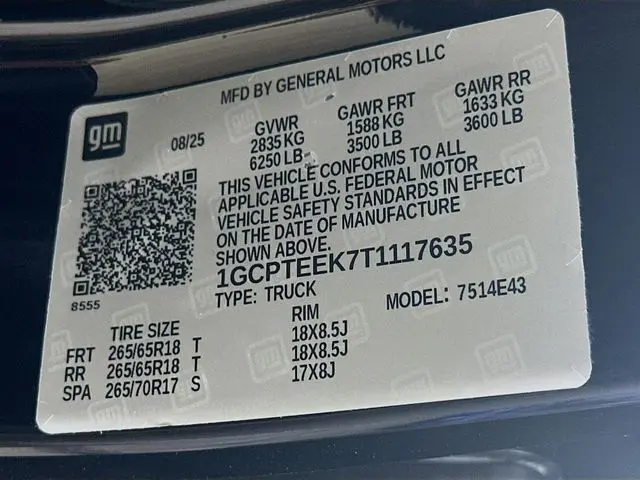 MFD BY GENERAL MOTORS LLC
gm
08/25
GVWR
2835 KG
6250 LB
GAWR FRT
1588 KG
3500 LB
GAWR RR
1633 KG
3600 LB
THIS VEHICLE CONFORMS TO ALL
APPLICABLE U.S. FEDERAL MOTOR
VEHICLE SAFETY STANDARDS IN EFFECT
ON THE DATE OF MANUFACTURE
SHOWN ABOVE.
1GCPTEEK7T1117635
8555
TYPE: TRUCK
MODEL: 7514E43
TIRE SIZE RIM
FRT 265/65R18 T 18X8.5J
RR 265/65R18 T 18X8.5J
SPA 265/70R17 S 17X8J